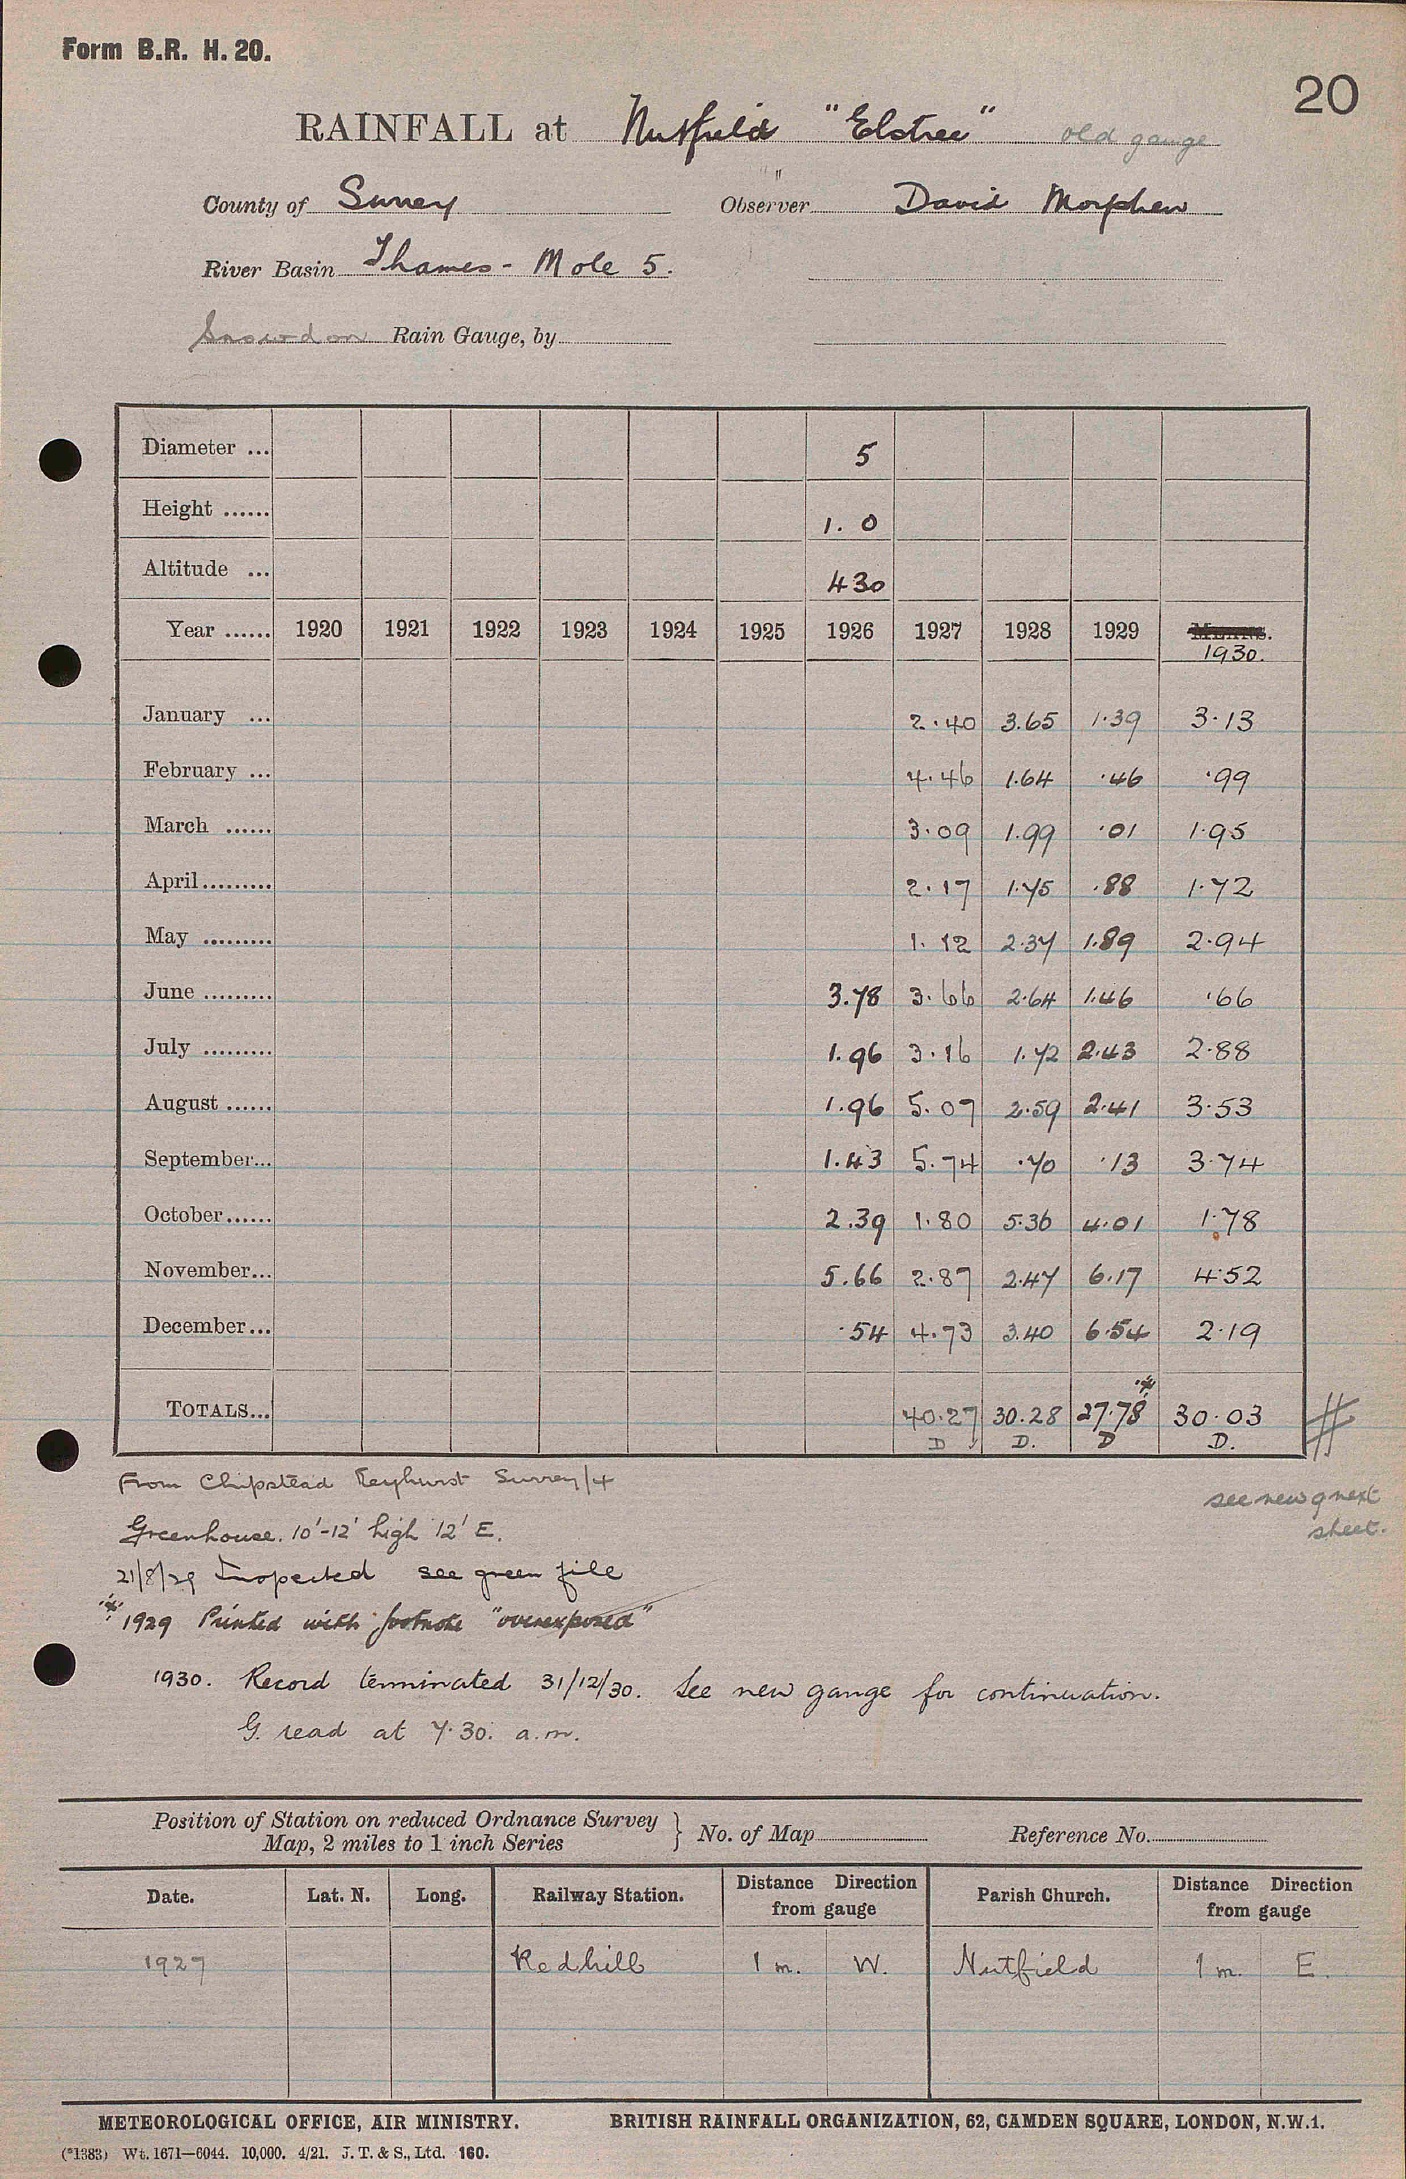 Form B.R. H. 20.
20
RAINFALL at Nutfield "Elstree" old gauge
County of Surrey Observer David Morphew
River Basin Thames - Mole 5.
Snowdon Rain Gauge, by
Diameter ... 5
Height ...... 1. 0
Altitude ... 430
Year ...... 1920 1921 1922 1923 1924 1925 1926 1927 1928 1929 MEANS. 1930.
January ... 2.40 3.65 1.39 3.13
February ... 4.46 1.64 .46 .99
March ...... 3.09 1.99 .01 1.95
April......... 2.17 1.75 .88 1.72
May ......... 1.12 2.37 1.89 2.94
June ......... 3.78 3.66 2.64 1.46 .66
July ......... 1.96 3.16 1.72 2.43 2.88
August ...... 1.96 5.07 2.59 2.41 3.53
September... 1.43 5.74 .70 .13 3.74
October...... 2.39 1.80 5.36 4.01 1.78
November... 5.66 2.87 2.47 6.17 4.52
December... .54 4.73 3.40 6.54 2.19
TOTALS... 40.27 30.28 27.78 30.03
D D. D D.
From Chipstead Surrey/4
see new g next
sheet.
Greenhouse. 10'-12' high 12' E.
21/8/29 Inspected see green file
* 1929 Printed with footnote "overexposed"
1930. Record terminated 31/12/30. See new gauge for continuation.
G. read at 7.30. a.m.
Position of Station on reduced Ordnance Survey
Map, 2 miles to 1 inch Series } No. of Map Reference No.
Date. Lat. N. Long. Railway Station. Distance Direction from gauge Parish Church. Distance Direction from gauge
1927 Redhill 1 m. W. Nutfield 1 m. E.
METEOROLOGICAL OFFICE, AIR MINISTRY. BRITISH RAINFALL ORGANIZATION, 62, CAMDEN SQUARE, LONDON, N.W.1.
(*1383) Wt. 1671—6044. 10,000. 4/21. J. T. & S., Ltd. 160.